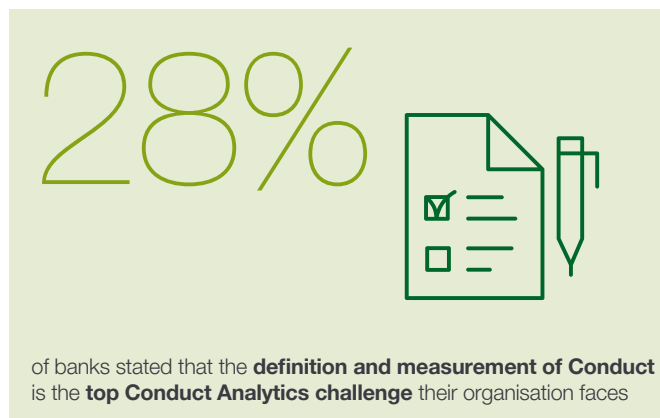 28%
of banks stated that the definition and measurement of Conduct
is the top Conduct Analytics challenge their organisation faces